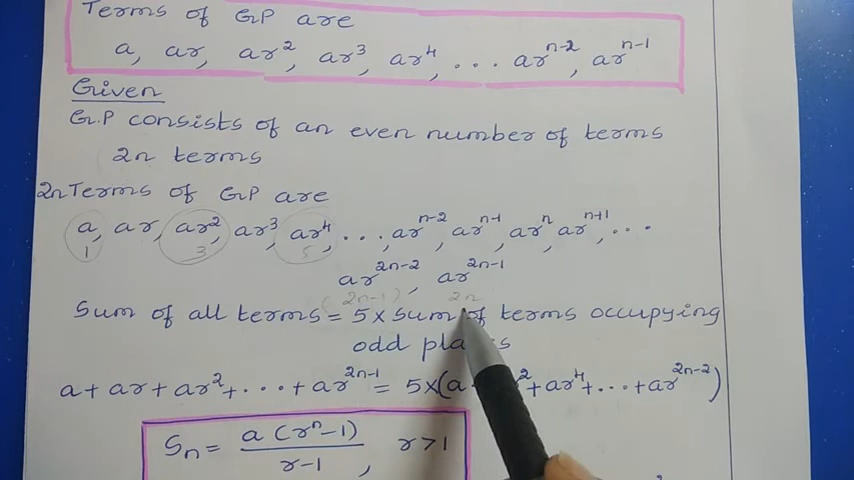 Terms of GP are
a, ar, ar², ar³, ar⁴, ... arⁿ⁻², arⁿ⁻¹
Given
G.P consists of an even number of terms
2n terms
2n Terms of GP are
a, ar, ar², ar³, ar⁴, ..., arⁿ⁻², arⁿ⁻¹, arⁿ, arⁿ⁺¹, ...
1 3 5
ar²ⁿ⁻², ar²ⁿ⁻¹
(2n-1) 2n
Sum of all terms = 5 x sum of terms occupying
odd
a + ar + ar² + ... + ar²ⁿ⁻¹ = 5x(a + ar⁴ + ... + ar²ⁿ⁻²)
Sn = a(rⁿ-1) / r-1, r>1